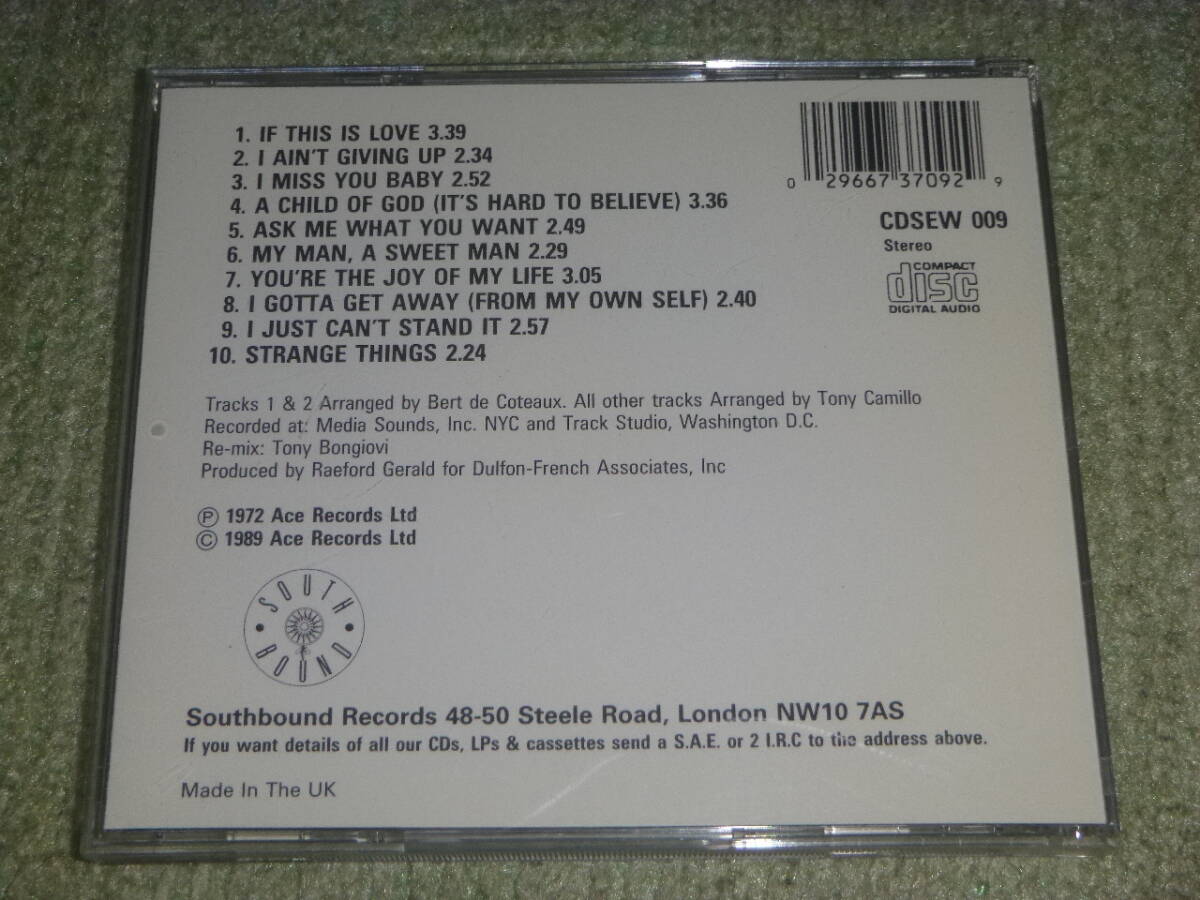 1. IF THIS IS LOVE 3.39
2. I AIN'T GIVING UP 2.34
3. I MISS YOU BABY 2.52
4. A CHILD OF GOD (IT'S HARD TO BELIEVE) 3.36
5. ASK ME WHAT YOU WANT 2.49
6. MY MAN, A SWEET MAN 2.29
7. YOU'RE THE JOY OF MY LIFE 3.05
8. I GOTTA GET AWAY (FROM MY OWN SELF) 2.40
9. I JUST CAN'T STAND IT 2.57
10. STRANGE THINGS 2.24
0 29667 37092 9
CDSEW 009
Stereo
COMPACT
disc
DIGITAL AUDIO
Tracks 1 & 2 Arranged by Bert de Coteaux. All other tracks Arranged by Tony Camillo
Recorded at: Media Sounds, Inc. NYC and Track Studio, Washington D.C.
Re-mix: Tony Bongiovi
Produced by Raeford Gerald for Dulfon-French Associates, Inc
℗ 1972 Ace Records Ltd
© 1989 Ace Records Ltd
SOUTH
BOUND
Southbound Records 48-50 Steele Road, London NW10 7AS
If you want details of all our CDs, LPs & cassettes send a S.A.E. or 2 I.R.C to the address above.
Made In The UK